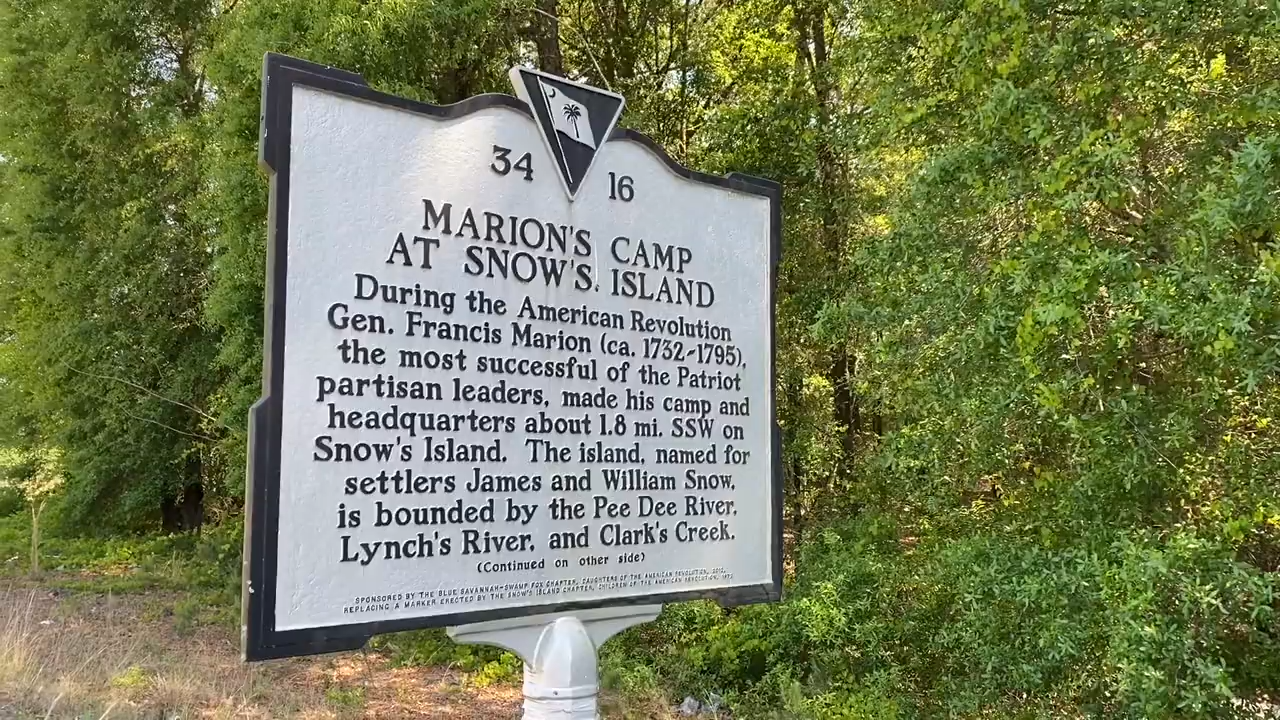 34 16
MARION'S CAMP
AT SNOW'S ISLAND
During the American Revolution
Gen. Francis Marion (ca. 1732-1795),
the most successful of the Patriot
partisan leaders, made his camp and
headquarters about 1.8 mi. SSW on
Snow's Island. The island, named for
settlers James and William Snow,
is bounded by the Pee Dee River,
Lynch's River, and Clark's Creek.
(Continued on other side)
SPONSORED BY THE BLUE SAVANNAH-SWAMP FOX CHAPTER, DAUGHTERS OF THE AMERICAN REVOLUTION, 2010,
REPLACING A MARKER ERECTED BY THE SNOW'S ISLAND CHAPTER, CHILDREN OF THE AMERICAN REVOLUTION, 1973